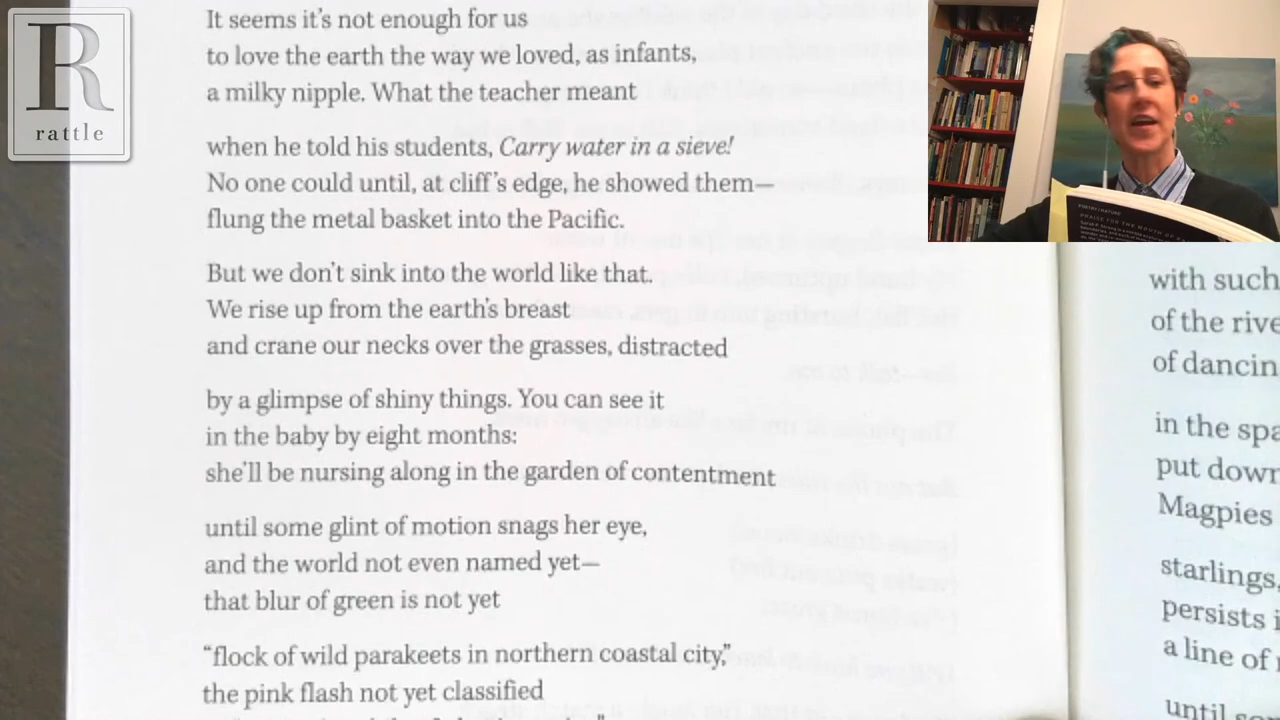 R
rattle
It seems it's not enough for us
to love the earth the way we loved, as infants,
a milky nipple. What the teacher meant
when he told his students, Carry water in a sieve!
No one could until, at cliff's edge, he showed them—
flung the metal basket into the Pacific.
But we don't sink into the world like that.
We rise up from the earth's breast
and crane our necks over the grasses, distracted
by a glimpse of shiny things. You can see it
in the baby by eight months:
she'll be nursing along in the garden of contentment
until some glint of motion snags her eye,
and the world not even named yet—
that blur of green is not yet
“flock of wild parakeets in northern coastal city,”
the pink flash not yet classified
POETRY / NATURE
PRAISE FOR THE MOUTH OF
with such
of the rive
of dancin
in the spa
put down
Magpies
starlings,
persists i
a line of
until so